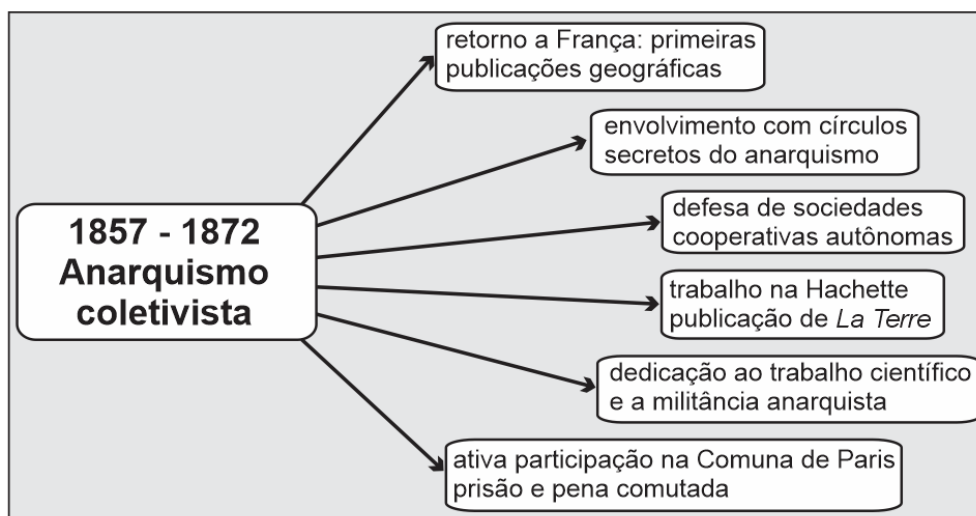 retorno a França: primeiras
publicações geográficas
envolvimento com círculos
secretos do anarquismo
1857 - 1872
Anarquismo
coletivista
defesa de sociedades
cooperativas autônomas
trabalho na Hachette
publicação de La Terre
dedicação ao trabalho científico
e a militância anarquista
ativa participação na Comuna de Paris
prisão e pena comutada